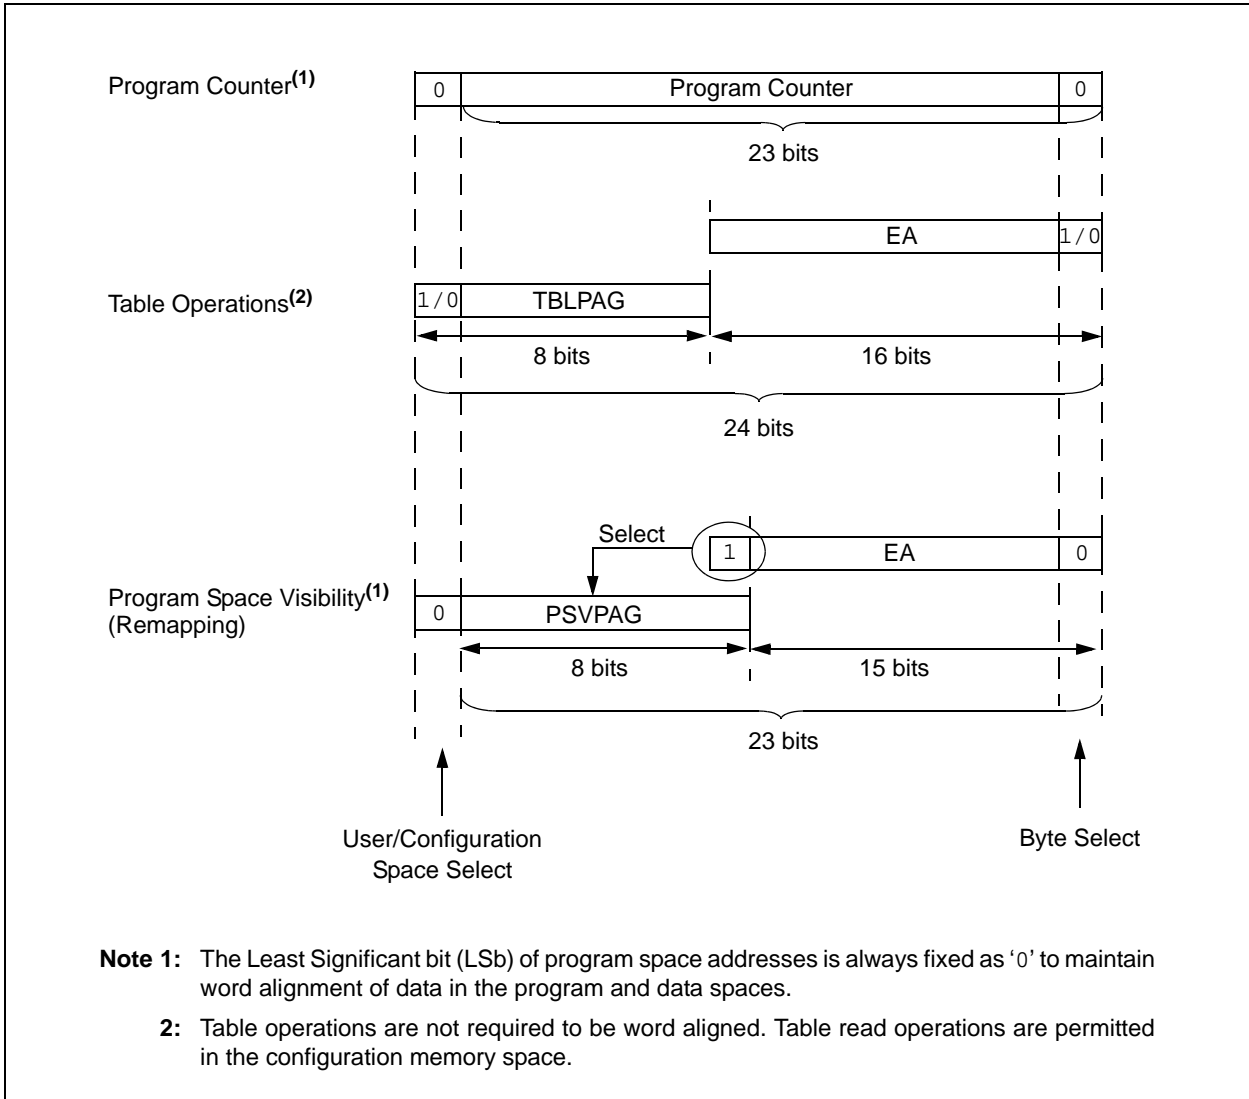 Program Counter(1)
0
Program Counter
0
23 bits
EA
1/0
Table Operations(2)
1/0
TBLPAG
8 bits
16 bits
24 bits
Select
1
EA
0
Program Space Visibility(1)
(Remapping)
0
PSVPAG
8 bits
15 bits
23 bits
User/Configuration
Space Select
Byte Select
Note 1: The Least Significant bit (LSb) of program space addresses is always fixed as ‘0’ to maintain
word alignment of data in the program and data spaces.
2: Table operations are not required to be word aligned. Table read operations are permitted
in the configuration memory space.